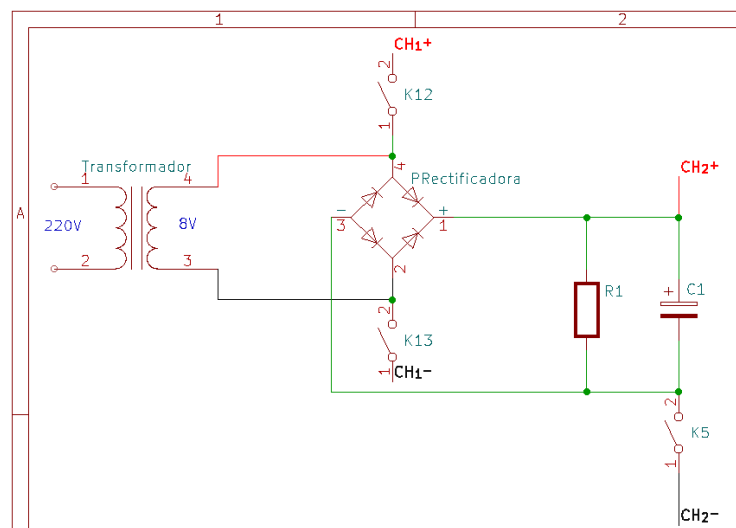 1 2
CH1+
2
K12
1
Transformador
4
PRectificadora
CH2+
1 4
A
220V
8V
- +
3 1
2 3
2
+
C1
R1
2
K13
1
CH1-
2
K5
1
CH2-